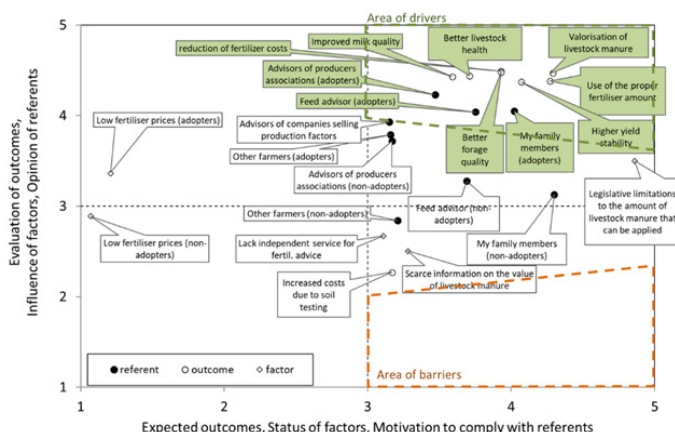 Area of drivers
Improved milk quality
Better livestock
health
Valorisation of
livestock manure
reduction of fertilizer costs
Advisors of producers
associations (adopters)
Use of the proper
fertiliser amount
Feed advisor (adopters)
Low fertiliser prices (adopters)
Advisors of companies selling
production factors
Better
forage
quality
My family
members
(adopters)
Higher yield
stability
Other farmers (adopters)
Advisors of producers
associations (non-adopters)
Legislative limitations
to the amount of
livestock manure that
can be applied
Other farmers (non-adopters)
Feed advisor (non-
adopters)
Low fertiliser prices (non-
adopters)
Lack independent service for
fertil. advice
My family members
(non-adopters)
Increased costs
due to soil
testing
Scarce information on the value
of livestock manure
Area of barriers
referent
outcome
factor
5
4
3
2
1
1
2
3
4
5
Evaluation of outcomes,
Influence of factors, Opinion of referents
Expected outcomes, Status of factors, Motivation to comply with referents